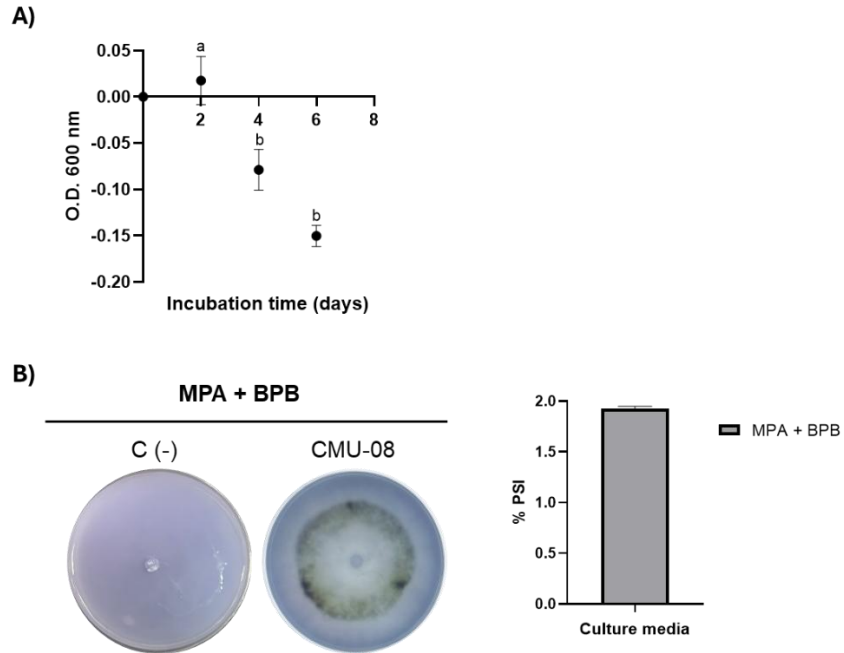 A)
0.05
0.00
-0.05
-0.10
-0.15
-0.20
O.D. 600 nm
a
b
b
2 4 6 8
Incubation time (days)
B)
MPA + BPB
C (-) CMU-08
2.0
1.5
1.0
0.5
0.0
% PSI
Culture media
MPA + BPB